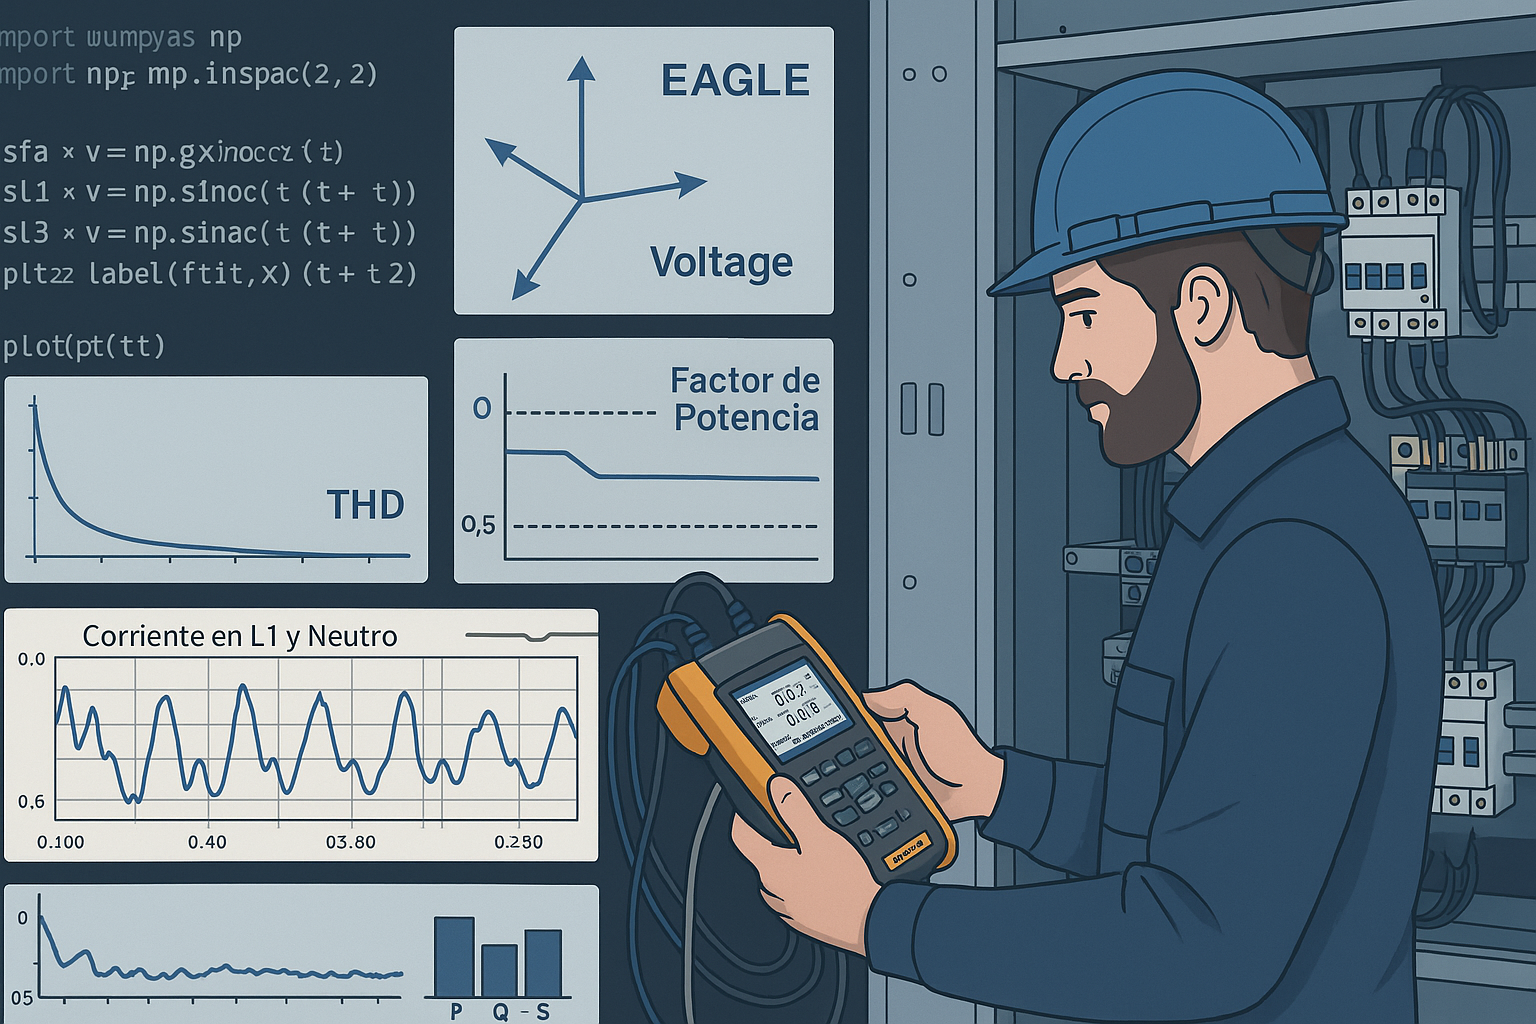 mport wumpyas np
mport npr mp.inspac(2,2)
sfa × v = np.gxinoccz (t)
sl1 × v = np.s1noc(t (t + t))
sl3 × v = np.sinac(t (t + t))
plt22 label(ftit,X) (t + t 2)
plot(pt(tt)
EAGLE
Voltage
THD
Factor de
Potencia
0
0,5
Corriente en L1 y Neutro
0.0
0.6
0.100 0.40 03.80 0.280
0
05
P Q - S